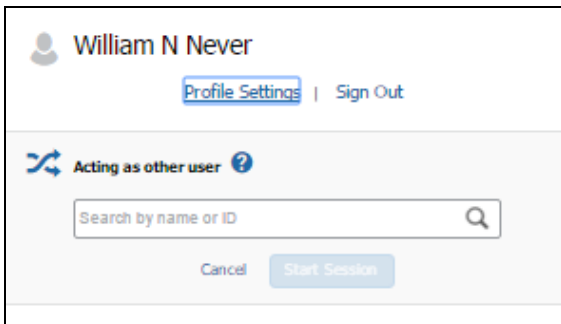 William N Never
Profile Settings | Sign Out
Acting as other user ?
Search by name or ID
Cancel Start Session